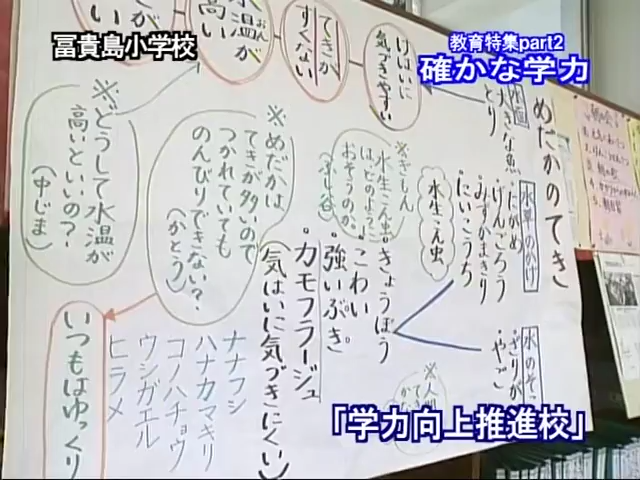 冨貴島小学校
教育特集part2
確かな学力
めだかのてき
大きな魚
とり
水草のかげ
・たがめ
・げんごろう
・みずかまきり
・たいこうち
水のそこ
・ざりが
・やご
水生こん虫
・きょうぼう
・こわい
・強いぶき。
・カモフラージュ
(気はいに気づきにくい)
ナナフシ
ハナカマキリ
コノハチョウ
ウシガエル
ヒラメ
けはいに
気づきやすい
てきが
すくない
水温が
高い
※ぎもん
水生こん虫
はどのように
おそうのか。
※めだかは
てきが多いので
つかれていても
のんびりできない?
(かとう)
※どうして水温が
高いといいの?
(中じま)
いつもはゆっくり
「学力向上推進校」